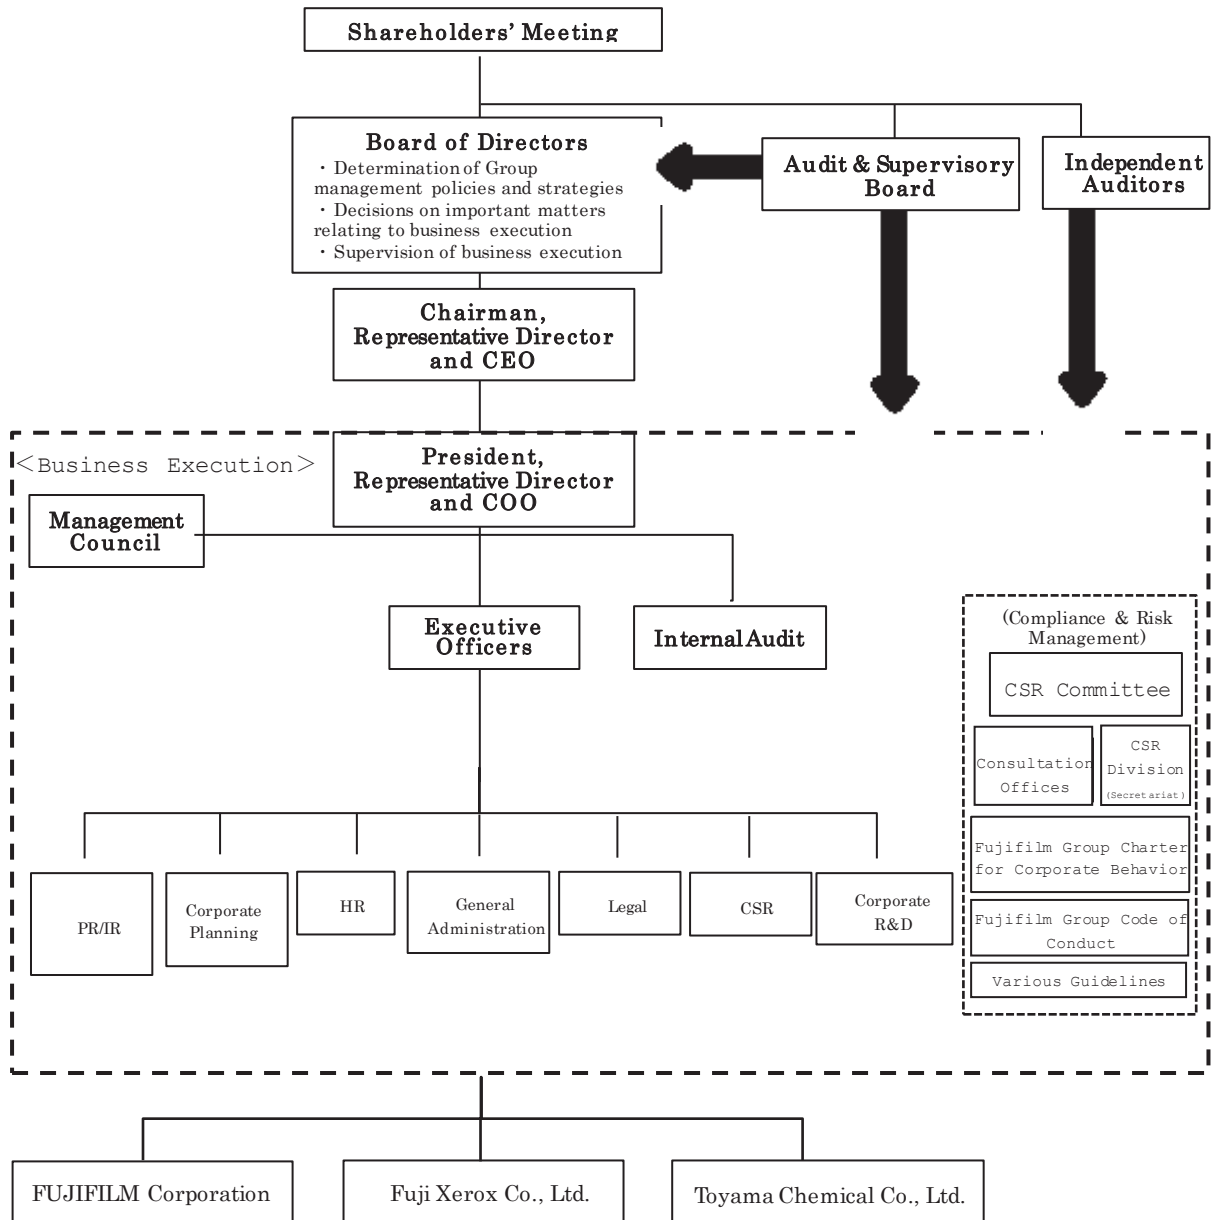 Shareholders' Meeting
Board of Directors
・Determination of Group
management policies and strategies
・Decisions on important matters
relating to business execution
・Supervision of business execution
Audit & Supervisory
Board
Independent
Auditors
Chairman,
Representative Director
and CEO
<Business Execution>
President,
Representative Director
and COO
Management
Council
Executive
Officers
Internal Audit
(Compliance & Risk
Management)
CSR Committee
Consultation
Offices
CSR
Division
(Secretariat)
Fujifilm Group Charter
for Corporate Behavior
Fujifilm Group Code of
Conduct
Various Guidelines
PR/IR
Corporate
Planning
HR
General
Administration
Legal
CSR
Corporate
R&D
FUJIFILM Corporation
Fuji Xerox Co., Ltd.
Toyama Chemical Co., Ltd.